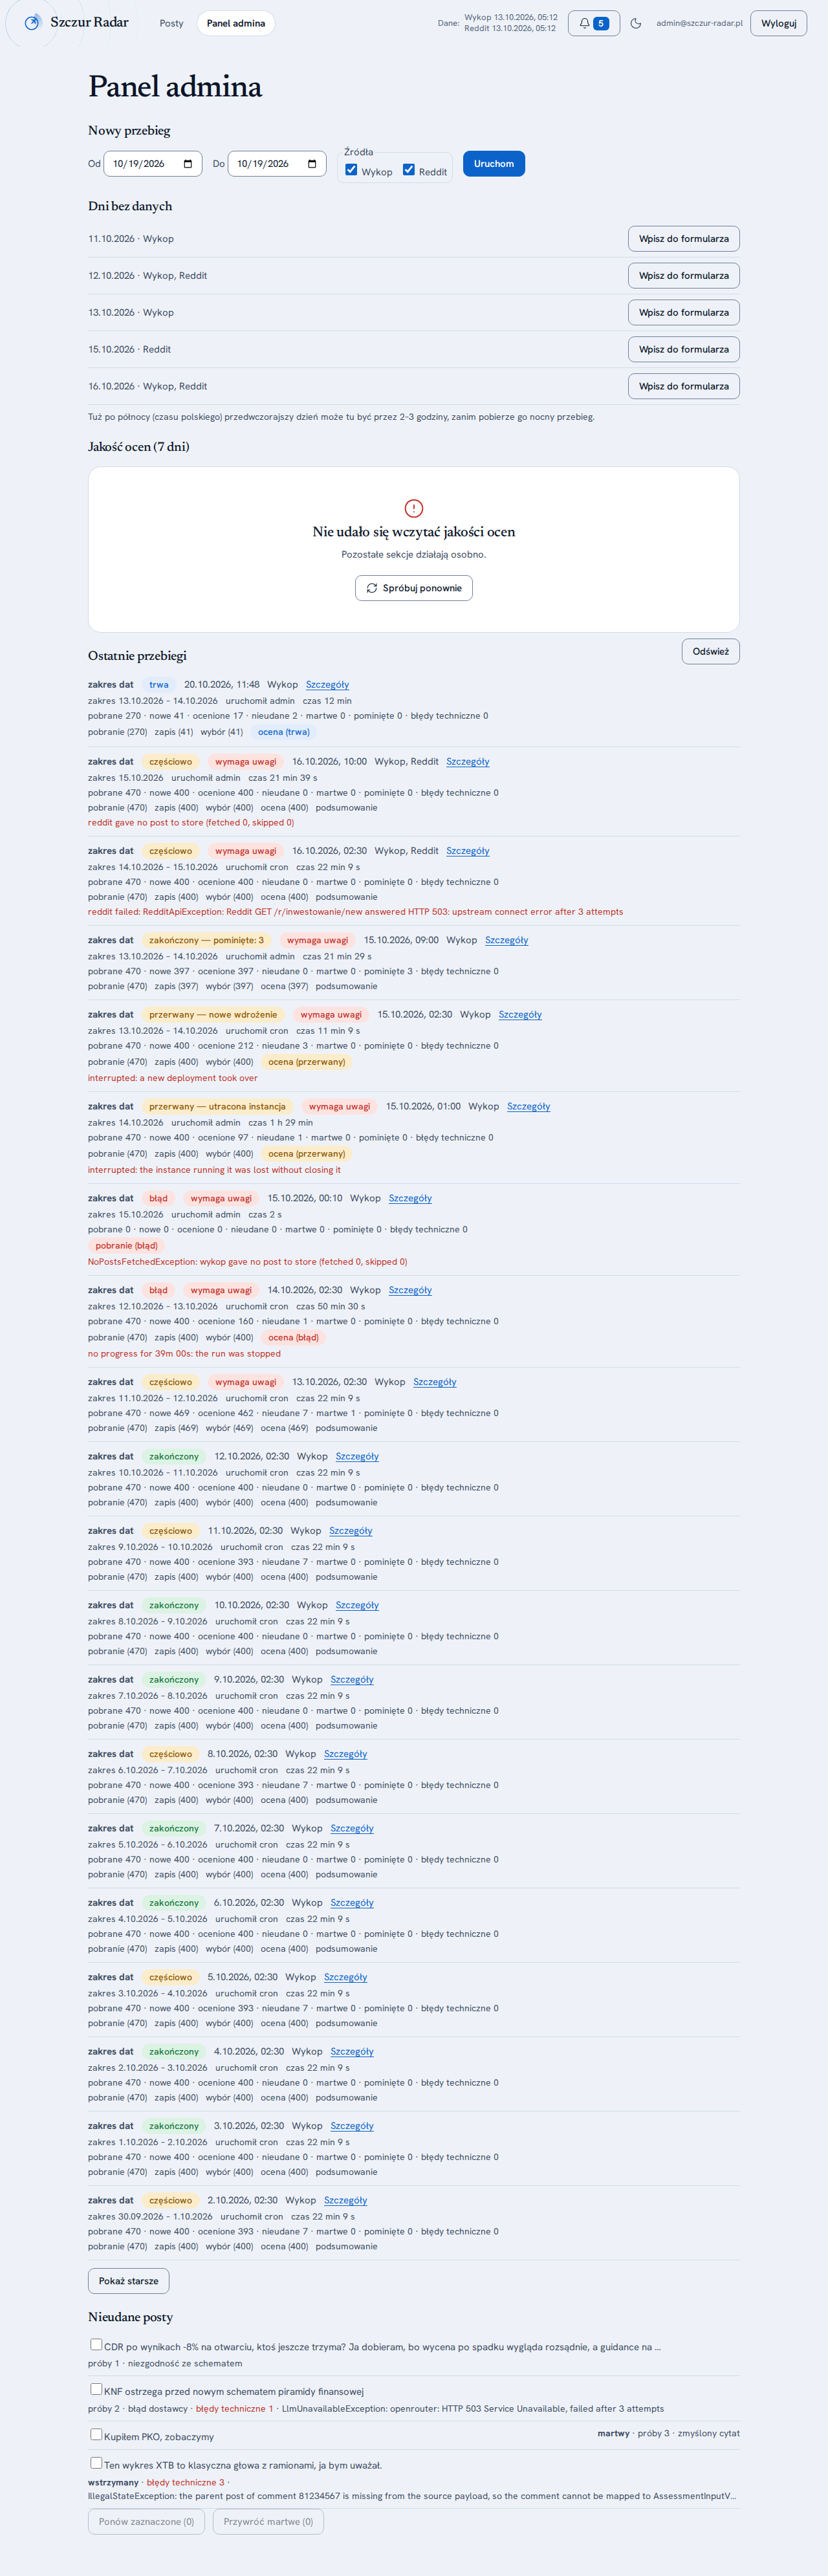 Szczur Radar Posty Panel admina Dane: Wykop 13.10.2026, 05:12 5 admin@szczur-radar.pl Wyloguj
Reddit 13.10.2026, 05:12
Panel admina
Nowy przebieg
Źródła
Od 10/19/2026 Do 10/19/2026 Wykop Reddit Uruchom
Dni bez danych
11.10.2026 · Wykop Wpisz do formularza
12.10.2026 · Wykop, Reddit Wpisz do formularza
13.10.2026 · Wykop Wpisz do formularza
15.10.2026 · Reddit Wpisz do formularza
16.10.2026 · Wykop, Reddit Wpisz do formularza
Tuż po północy (czasu polskiego) przedwczorajszy dzień może tu być przez 2–3 godziny, zanim pobierze go nocny przebieg.
Jakość ocen (7 dni)
Nie udało się wczytać jakości ocen
Pozostałe sekcje działają osobno.
Spróbuj ponownie
Ostatnie przebiegi Odśwież
zakres dat trwa 20.10.2026, 11:48 Wykop Szczegóły
zakres 13.10.2026 – 14.10.2026 uruchomił admin czas 12 min
pobrane 270 · nowe 41 · ocenione 17 · nieudane 2 · martwe 0 · pominięte 0 · błędy techniczne 0
pobranie (270) zapis (41) wybór (41) ocena (trwa)
zakres dat częściowo wymaga uwagi 16.10.2026, 10:00 Wykop, Reddit Szczegóły
zakres 15.10.2026 uruchomił admin czas 21 min 39 s
pobrane 470 · nowe 400 · ocenione 400 · nieudane 0 · martwe 0 · pominięte 0 · błędy techniczne 0
pobranie (470) zapis (400) wybór (400) ocena (400) podsumowanie
reddit gave no post to store (fetched 0, skipped 0)
zakres dat częściowo wymaga uwagi 16.10.2026, 02:30 Wykop, Reddit Szczegóły
zakres 14.10.2026 – 15.10.2026 uruchomił cron czas 22 min 9 s
pobrane 470 · nowe 400 · ocenione 400 · nieudane 0 · martwe 0 · pominięte 0 · błędy techniczne 0
pobranie (470) zapis (400) wybór (400) ocena (400) podsumowanie
reddit failed: RedditApiException: Reddit GET /r/inwestowanie/new answered HTTP 503: upstream connect error after 3 attempts
zakres dat zakończony — pominięte: 3 wymaga uwagi 15.10.2026, 09:00 Wykop Szczegóły
zakres 13.10.2026 – 14.10.2026 uruchomił admin czas 21 min 29 s
pobrane 470 · nowe 397 · ocenione 397 · nieudane 0 · martwe 0 · pominięte 3 · błędy techniczne 0
pobranie (470) zapis (397) wybór (397) ocena (397) podsumowanie
zakres dat przerwany — nowe wdrożenie wymaga uwagi 15.10.2026, 02:30 Wykop Szczegóły
zakres 13.10.2026 – 14.10.2026 uruchomił cron czas 11 min 9 s
pobrane 470 · nowe 400 · ocenione 212 · nieudane 3 · martwe 0 · pominięte 0 · błędy techniczne 0
pobranie (470) zapis (400) wybór (400) ocena (przerwany)
interrupted: a new deployment took over
zakres dat przerwany — utracona instancja wymaga uwagi 15.10.2026, 01:00 Wykop Szczegóły
zakres 14.10.2026 uruchomił admin czas 1 h 29 min
pobrane 470 · nowe 400 · ocenione 97 · nieudane 1 · martwe 0 · pominięte 0 · błędy techniczne 0
pobranie (470) zapis (400) wybór (400) ocena (przerwany)
interrupted: the instance running it was lost without closing it
zakres dat błąd wymaga uwagi 15.10.2026, 00:10 Wykop Szczegóły
zakres 15.10.2026 uruchomił admin czas 2 s
pobrane 0 · nowe 0 · ocenione 0 · nieudane 0 · martwe 0 · pominięte 0 · błędy techniczne 0
pobranie (błąd)
NoPostsFetchedException: wykop gave no post to store (fetched 0, skipped 0)
zakres dat błąd wymaga uwagi 14.10.2026, 02:30 Wykop Szczegóły
zakres 12.10.2026 – 13.10.2026 uruchomił cron czas 50 min 30 s
pobrane 470 · nowe 400 · ocenione 160 · nieudane 1 · martwe 0 · pominięte 0 · błędy techniczne 0
pobranie (470) zapis (400) wybór (400) ocena (błąd)
no progress for 39m 00s: the run was stopped
zakres dat częściowo wymaga uwagi 13.10.2026, 02:30 Wykop Szczegóły
zakres 11.10.2026 – 12.10.2026 uruchomił cron czas 22 min 9 s
pobrane 470 · nowe 469 · ocenione 462 · nieudane 7 · martwe 1 · pominięte 0 · błędy techniczne 0
pobranie (470) zapis (469) wybór (469) ocena (469) podsumowanie
zakres dat zakończony 12.10.2026, 02:30 Wykop Szczegóły
zakres 10.10.2026 – 11.10.2026 uruchomił cron czas 22 min 9 s
pobrane 470 · nowe 400 · ocenione 400 · nieudane 0 · martwe 0 · pominięte 0 · błędy techniczne 0
pobranie (470) zapis (400) wybór (400) ocena (400) podsumowanie
zakres dat częściowo 11.10.2026, 02:30 Wykop Szczegóły
zakres 9.10.2026 – 10.10.2026 uruchomił cron czas 22 min 9 s
pobrane 470 · nowe 400 · ocenione 393 · nieudane 7 · martwe 0 · pominięte 0 · błędy techniczne 0
pobranie (470) zapis (400) wybór (400) ocena (400) podsumowanie
zakres dat zakończony 10.10.2026, 02:30 Wykop Szczegóły
zakres 8.10.2026 – 9.10.2026 uruchomił cron czas 22 min 9 s
pobrane 470 · nowe 400 · ocenione 400 · nieudane 0 · martwe 0 · pominięte 0 · błędy techniczne 0
pobranie (470) zapis (400) wybór (400) ocena (400) podsumowanie
zakres dat zakończony 9.10.2026, 02:30 Wykop Szczegóły
zakres 7.10.2026 – 8.10.2026 uruchomił cron czas 22 min 9 s
pobrane 470 · nowe 400 · ocenione 400 · nieudane 0 · martwe 0 · pominięte 0 · błędy techniczne 0
pobranie (470) zapis (400) wybór (400) ocena (400) podsumowanie
zakres dat częściowo 8.10.2026, 02:30 Wykop Szczegóły
zakres 6.10.2026 – 7.10.2026 uruchomił cron czas 22 min 9 s
pobrane 470 · nowe 400 · ocenione 393 · nieudane 7 · martwe 0 · pominięte 0 · błędy techniczne 0
pobranie (470) zapis (400) wybór (400) ocena (400) podsumowanie
zakres dat zakończony 7.10.2026, 02:30 Wykop Szczegóły
zakres 5.10.2026 – 6.10.2026 uruchomił cron czas 22 min 9 s
pobrane 470 · nowe 400 · ocenione 400 · nieudane 0 · martwe 0 · pominięte 0 · błędy techniczne 0
pobranie (470) zapis (400) wybór (400) ocena (400) podsumowanie
zakres dat zakończony 6.10.2026, 02:30 Wykop Szczegóły
zakres 4.10.2026 – 5.10.2026 uruchomił cron czas 22 min 9 s
pobrane 470 · nowe 400 · ocenione 400 · nieudane 0 · martwe 0 · pominięte 0 · błędy techniczne 0
pobranie (470) zapis (400) wybór (400) ocena (400) podsumowanie
zakres dat częściowo 5.10.2026, 02:30 Wykop Szczegóły
zakres 3.10.2026 – 4.10.2026 uruchomił cron czas 22 min 9 s
pobrane 470 · nowe 400 · ocenione 393 · nieudane 7 · martwe 0 · pominięte 0 · błędy techniczne 0
pobranie (470) zapis (400) wybór (400) ocena (400) podsumowanie
zakres dat zakończony 4.10.2026, 02:30 Wykop Szczegóły
zakres 2.10.2026 – 3.10.2026 uruchomił cron czas 22 min 9 s
pobrane 470 · nowe 400 · ocenione 400 · nieudane 0 · martwe 0 · pominięte 0 · błędy techniczne 0
pobranie (470) zapis (400) wybór (400) ocena (400) podsumowanie
zakres dat zakończony 3.10.2026, 02:30 Wykop Szczegóły
zakres 1.10.2026 – 2.10.2026 uruchomił cron czas 22 min 9 s
pobrane 470 · nowe 400 · ocenione 400 · nieudane 0 · martwe 0 · pominięte 0 · błędy techniczne 0
pobranie (470) zapis (400) wybór (400) ocena (400) podsumowanie
zakres dat częściowo 2.10.2026, 02:30 Wykop Szczegóły
zakres 30.09.2026 – 1.10.2026 uruchomił cron czas 22 min 9 s
pobrane 470 · nowe 400 · ocenione 393 · nieudane 7 · martwe 0 · pominięte 0 · błędy techniczne 0
pobranie (470) zapis (400) wybór (400) ocena (400) podsumowanie
Pokaż starsze
Nieudane posty
CDR po wynikach -8% na otwarciu, ktoś jeszcze trzyma? Ja dobieram, bo wycena po spadku wygląda rozsądnie, a guidance na ...
próby 1 · niezgodność ze schematem
KNF ostrzega przed nowym schematem piramidy finansowej
próby 2 · błąd dostawcy · błędy techniczne 1 · LlmUnavailableException: openrouter: HTTP 503 Service Unavailable, failed after 3 attempts
Kupiłem PKO, zobaczymy martwy · próby 3 · zmyślony cytat
Ten wykres XTB to klasyczna głowa z ramionami, ja bym uważał.
wstrzymany · błędy techniczne 3 ·
IllegalStateException: the parent post of comment 81234567 is missing from the source payload, so the comment cannot be mapped to AssessmentInputV...
Ponów zaznaczone (0) Przywróć martwe (0)